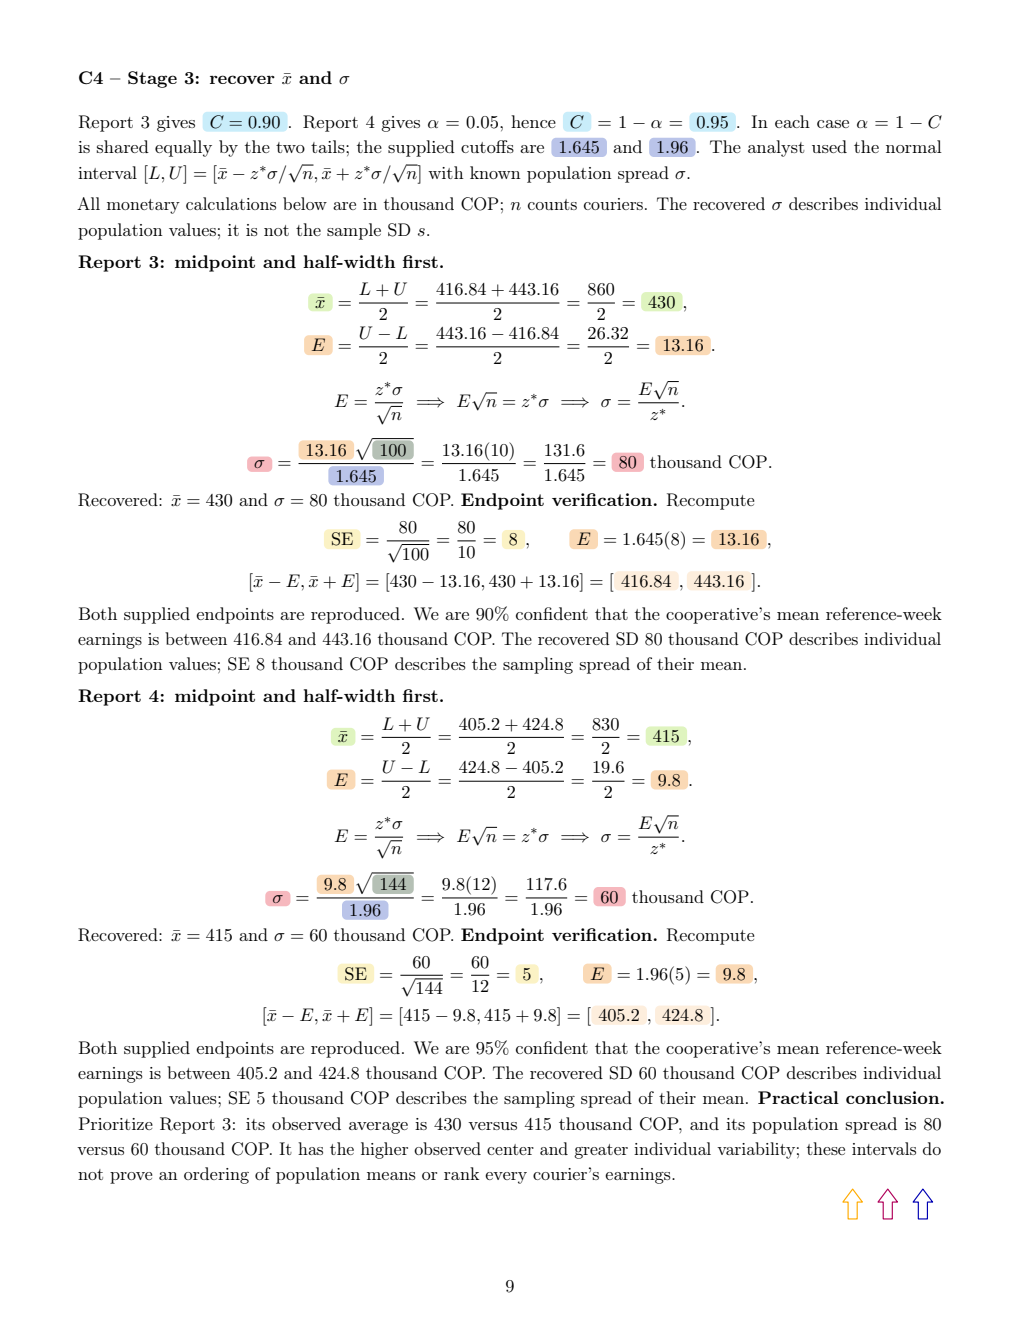 C4 – Stage 3: recover x̄ and σ
Report 3 gives C = 0.90 . Report 4 gives α = 0.05, hence C = 1 − α = 0.95 . In each case α = 1 − C
is shared equally by the two tails; the supplied cutoffs are 1.645 and 1.96 . The analyst used the normal
interval [L, U] = [x̄ − z*σ/√n, x̄ + z*σ/√n] with known population spread σ.
All monetary calculations below are in thousand COP; n counts couriers. The recovered σ describes individual
population values; it is not the sample SD s.
Report 3: midpoint and half-width first.
x̄ = (L + U)/2 = (416.84 + 443.16)/2 = 860/2 = 430 ,
E = (U − L)/2 = (443.16 − 416.84)/2 = 26.32/2 = 13.16 .
E = z*σ/√n ⟹ E√n = z*σ ⟹ σ = E√n/z*.
σ = 13.16 √100/1.645 = 13.16(10)/1.645 = 131.6/1.645 = 80 thousand COP.
Recovered: x̄ = 430 and σ = 80 thousand COP. Endpoint verification. Recompute
SE = 80/√100 = 80/10 = 8 , E = 1.645(8) = 13.16 ,
[x̄ − E, x̄ + E] = [430 − 13.16, 430 + 13.16] = [ 416.84 , 443.16 ].
Both supplied endpoints are reproduced. We are 90% confident that the cooperative's mean reference-week
earnings is between 416.84 and 443.16 thousand COP. The recovered SD 80 thousand COP describes individual
population values; SE 8 thousand COP describes the sampling spread of their mean.
Report 4: midpoint and half-width first.
x̄ = (L + U)/2 = (405.2 + 424.8)/2 = 830/2 = 415 ,
E = (U − L)/2 = (424.8 − 405.2)/2 = 19.6/2 = 9.8 .
E = z*σ/√n ⟹ E√n = z*σ ⟹ σ = E√n/z*.
σ = 9.8 √144/1.96 = 9.8(12)/1.96 = 117.6/1.96 = 60 thousand COP.
Recovered: x̄ = 415 and σ = 60 thousand COP. Endpoint verification. Recompute
SE = 60/√144 = 60/12 = 5 , E = 1.96(5) = 9.8 ,
[x̄ − E, x̄ + E] = [415 − 9.8, 415 + 9.8] = [ 405.2 , 424.8 ].
Both supplied endpoints are reproduced. We are 95% confident that the cooperative's mean reference-week
earnings is between 405.2 and 424.8 thousand COP. The recovered SD 60 thousand COP describes individual
population values; SE 5 thousand COP describes the sampling spread of their mean. Practical conclusion.
Prioritize Report 3: its observed average is 430 versus 415 thousand COP, and its population spread is 80
versus 60 thousand COP. It has the higher observed center and greater individual variability; these intervals do
not prove an ordering of population means or rank every courier's earnings.
9